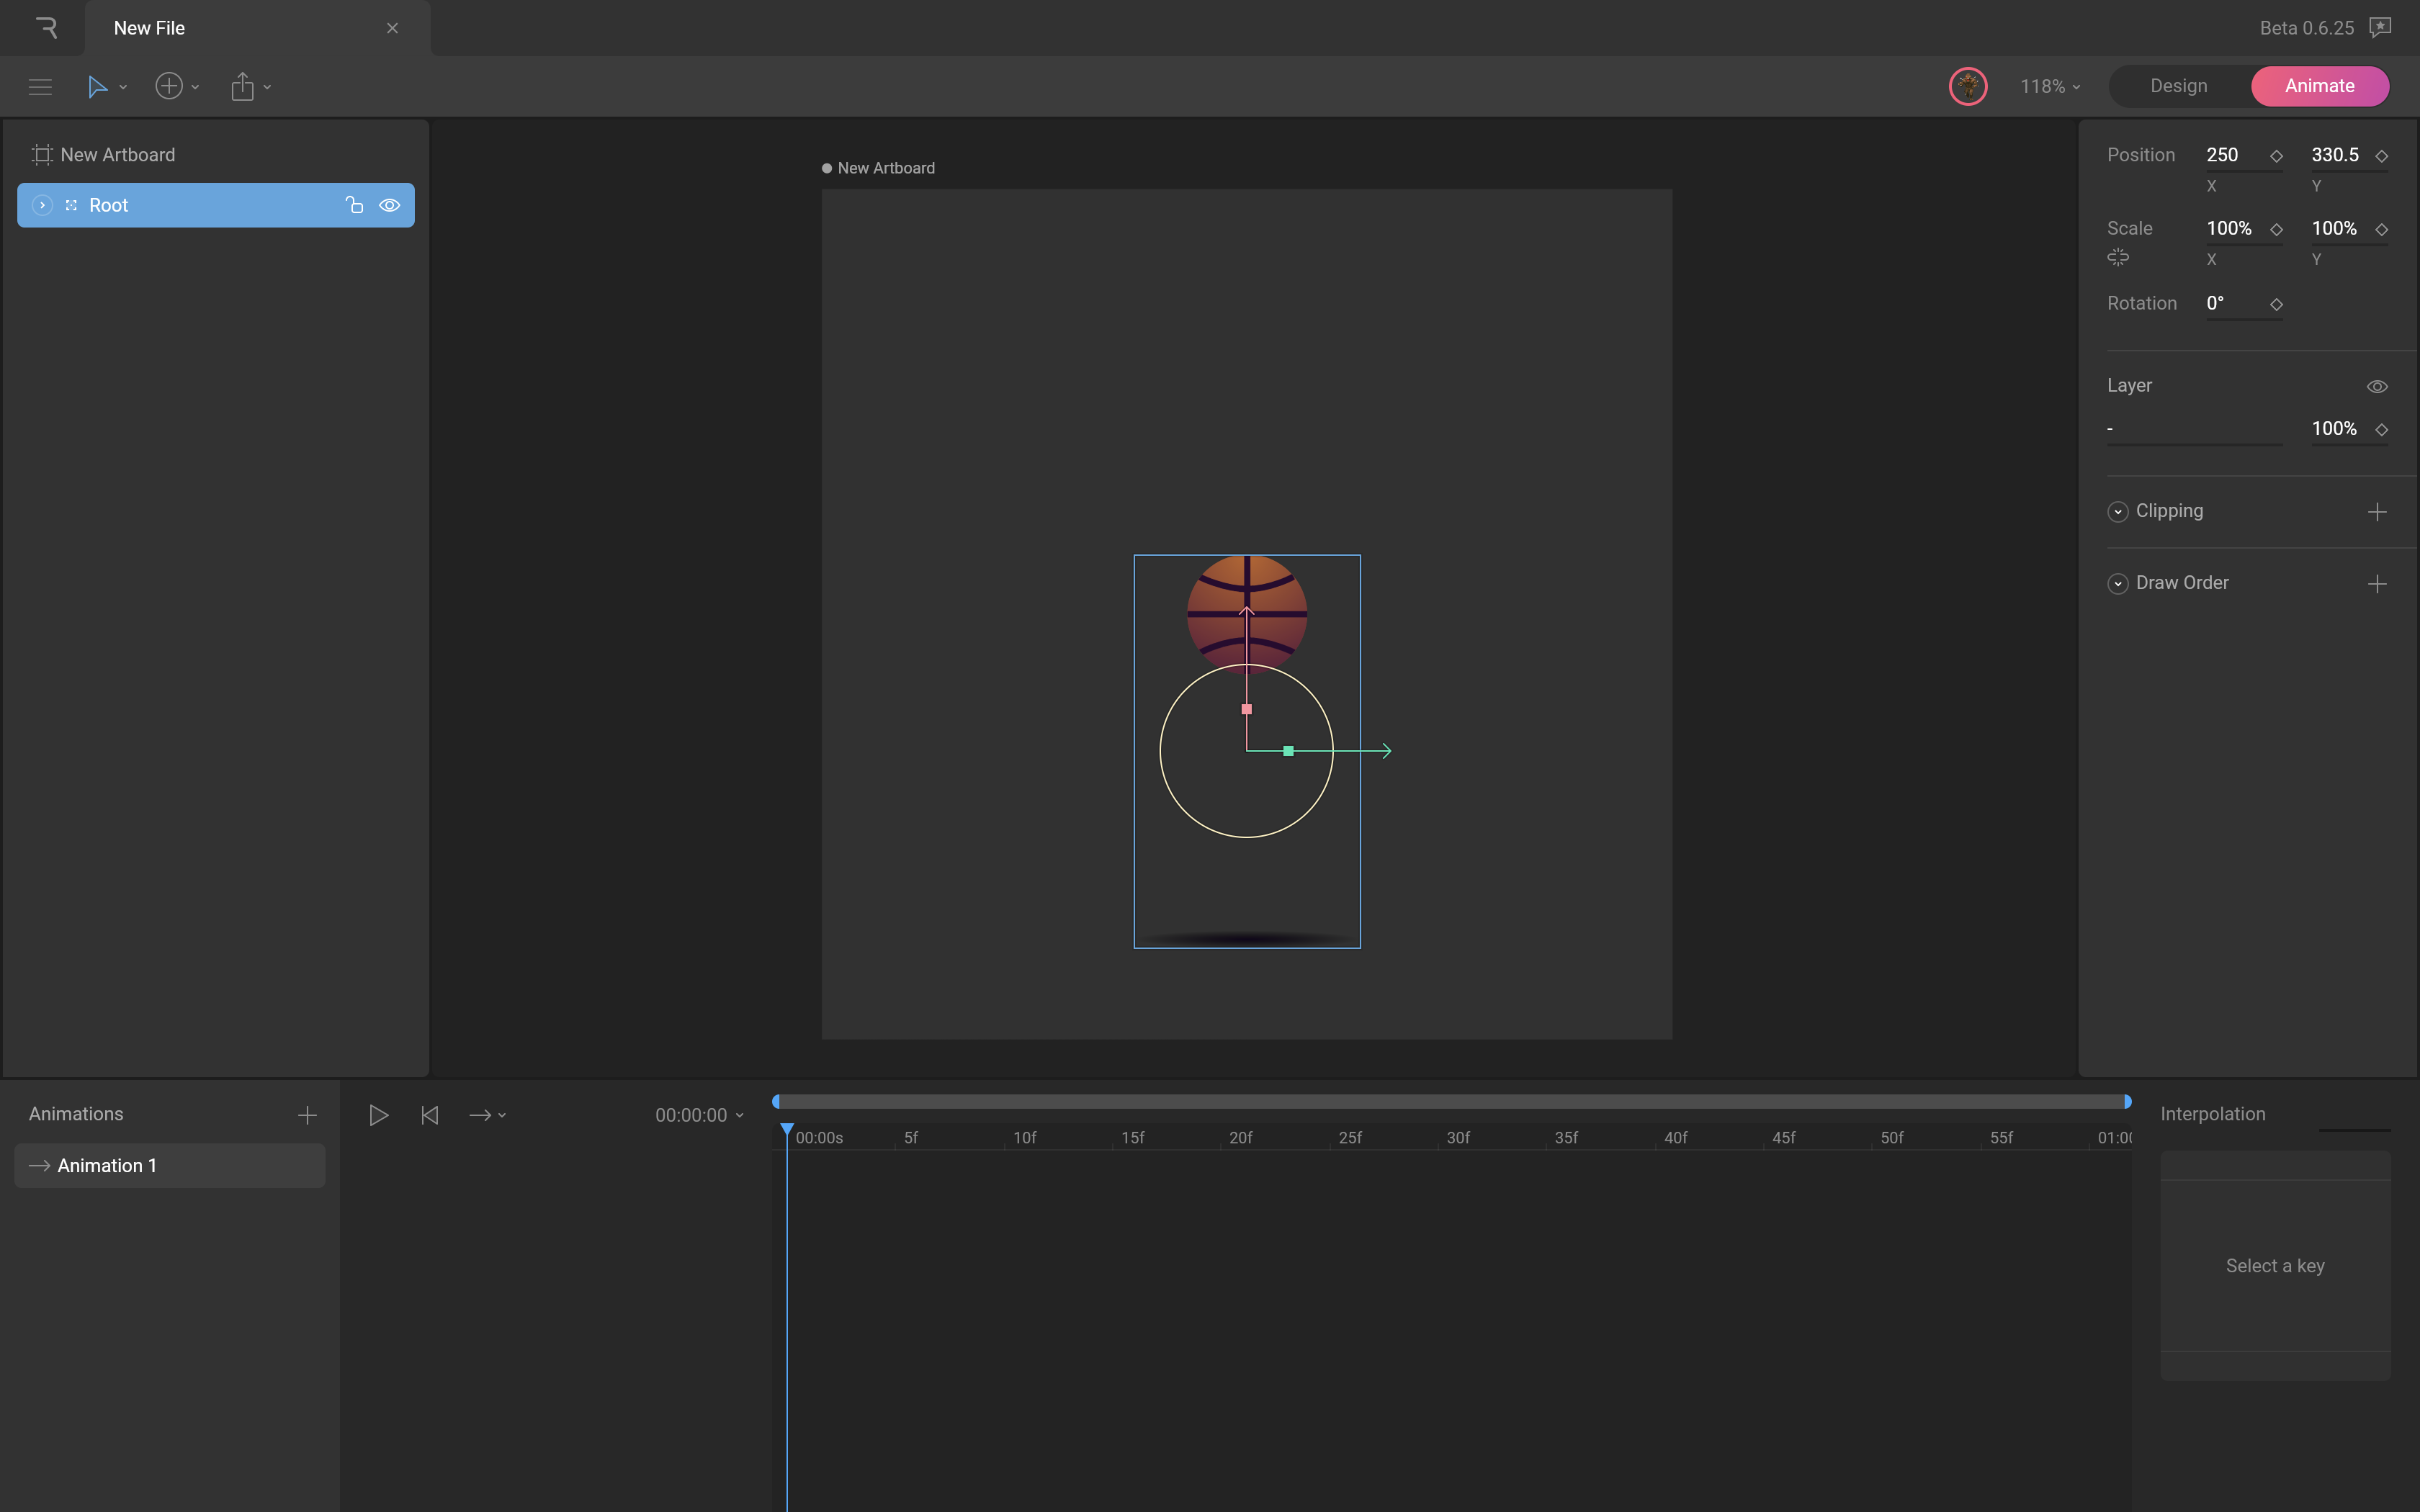 New File
Beta 0.6.25
118%
Design
Animate
New Artboard
Root
New Artboard
Position
250
330.5
X
Y
Scale
100%
100%
X
Y
Rotation
0°
Layer
-
100%
Clipping
Draw Order
Animations
Animation 1
00:00:00
00:00s 5f 10f 15f 20f 25f 30f 35f 40f 45f 50f 55f 01:00
Interpolation
Select a key